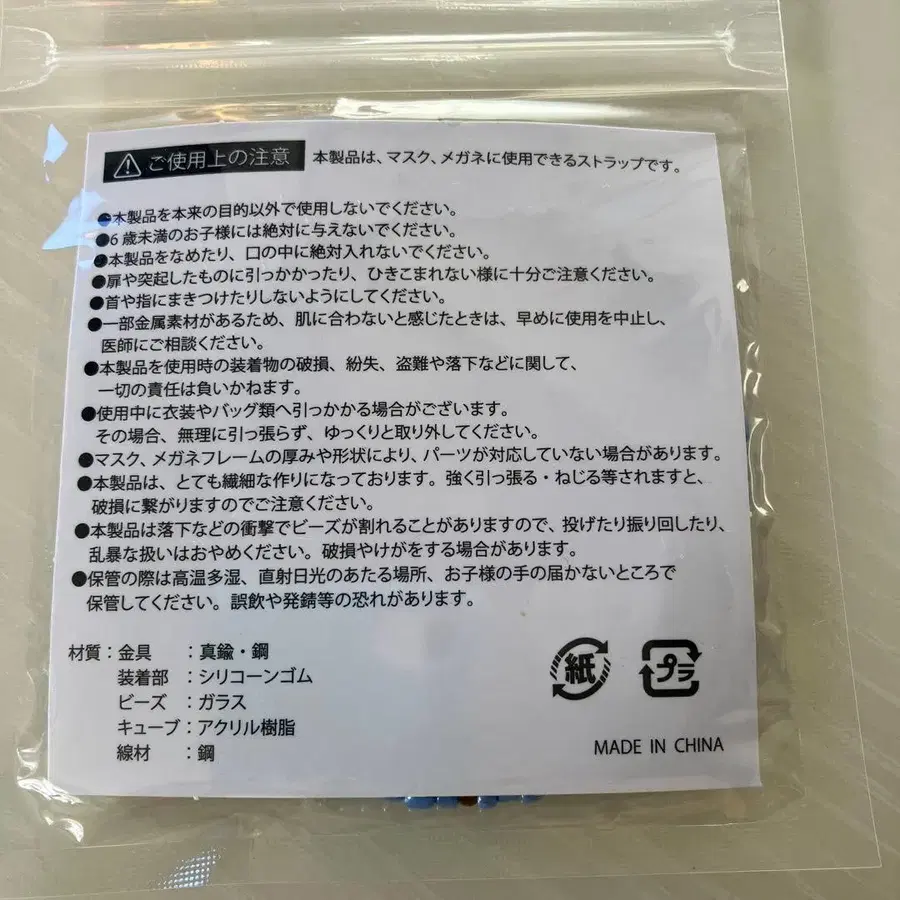 ご使用上の注意 本製品は、マスク、メガネに使用できるストラップです。
●本製品を本来の目的以外で使用しないでください。
●6歳未満のお子様には絶対に与えないでください。
●本製品をなめたり、口の中に絶対入れないでください。
●扉や突起したものに引っかかったり、ひきこまれない様に十分ご注意ください。
●首や指にまきつけたりしないようにしてください。
●一部金属素材があるため、肌に合わないと感じたときは、早めに使用を中止し、
医師にご相談ください。
●本製品を使用時の装着物の破損、紛失、盗難や落下などに関して、
一切の責任は負いかねます。
●使用中に衣装やバッグ類へ引っかかる場合がございます。
その場合、無理に引っ張らず、ゆっくりと取り外してください。
●マスク、メガネフレームの厚みや形状により、パーツが対応していない場合があります。
●本製品は、とても繊細な作りになっております。強く引っ張る・ねじる等されますと、
破損に繋がりますのでご注意ください。
●本製品は落下などの衝撃でビーズが割れることがありますので、投げたり振り回したり、
乱暴な扱いはおやめください。破損やけがをする場合があります。
●保管の際は高温多湿、直射日光のあたる場所、お子様の手の届かないところで
保管してください。誤飲や発錆等の恐れがあります。
材質：金具 ：真鍮・鋼
装着部 ：シリコーンゴム
ビーズ ：ガラス
キューブ：アクリル樹脂
線材 ：鋼
紙 プラ
MADE IN CHINA